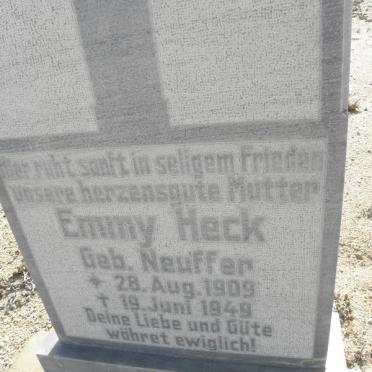 Hier ruht sanft in seligem Frieden
unsere herzensgute Mutter
Emmy Heck
Geb. Neuffer
* 28. Aug. 1909
† 19. Juni 1949
Deine Liebe und Güte
währet ewiglich!